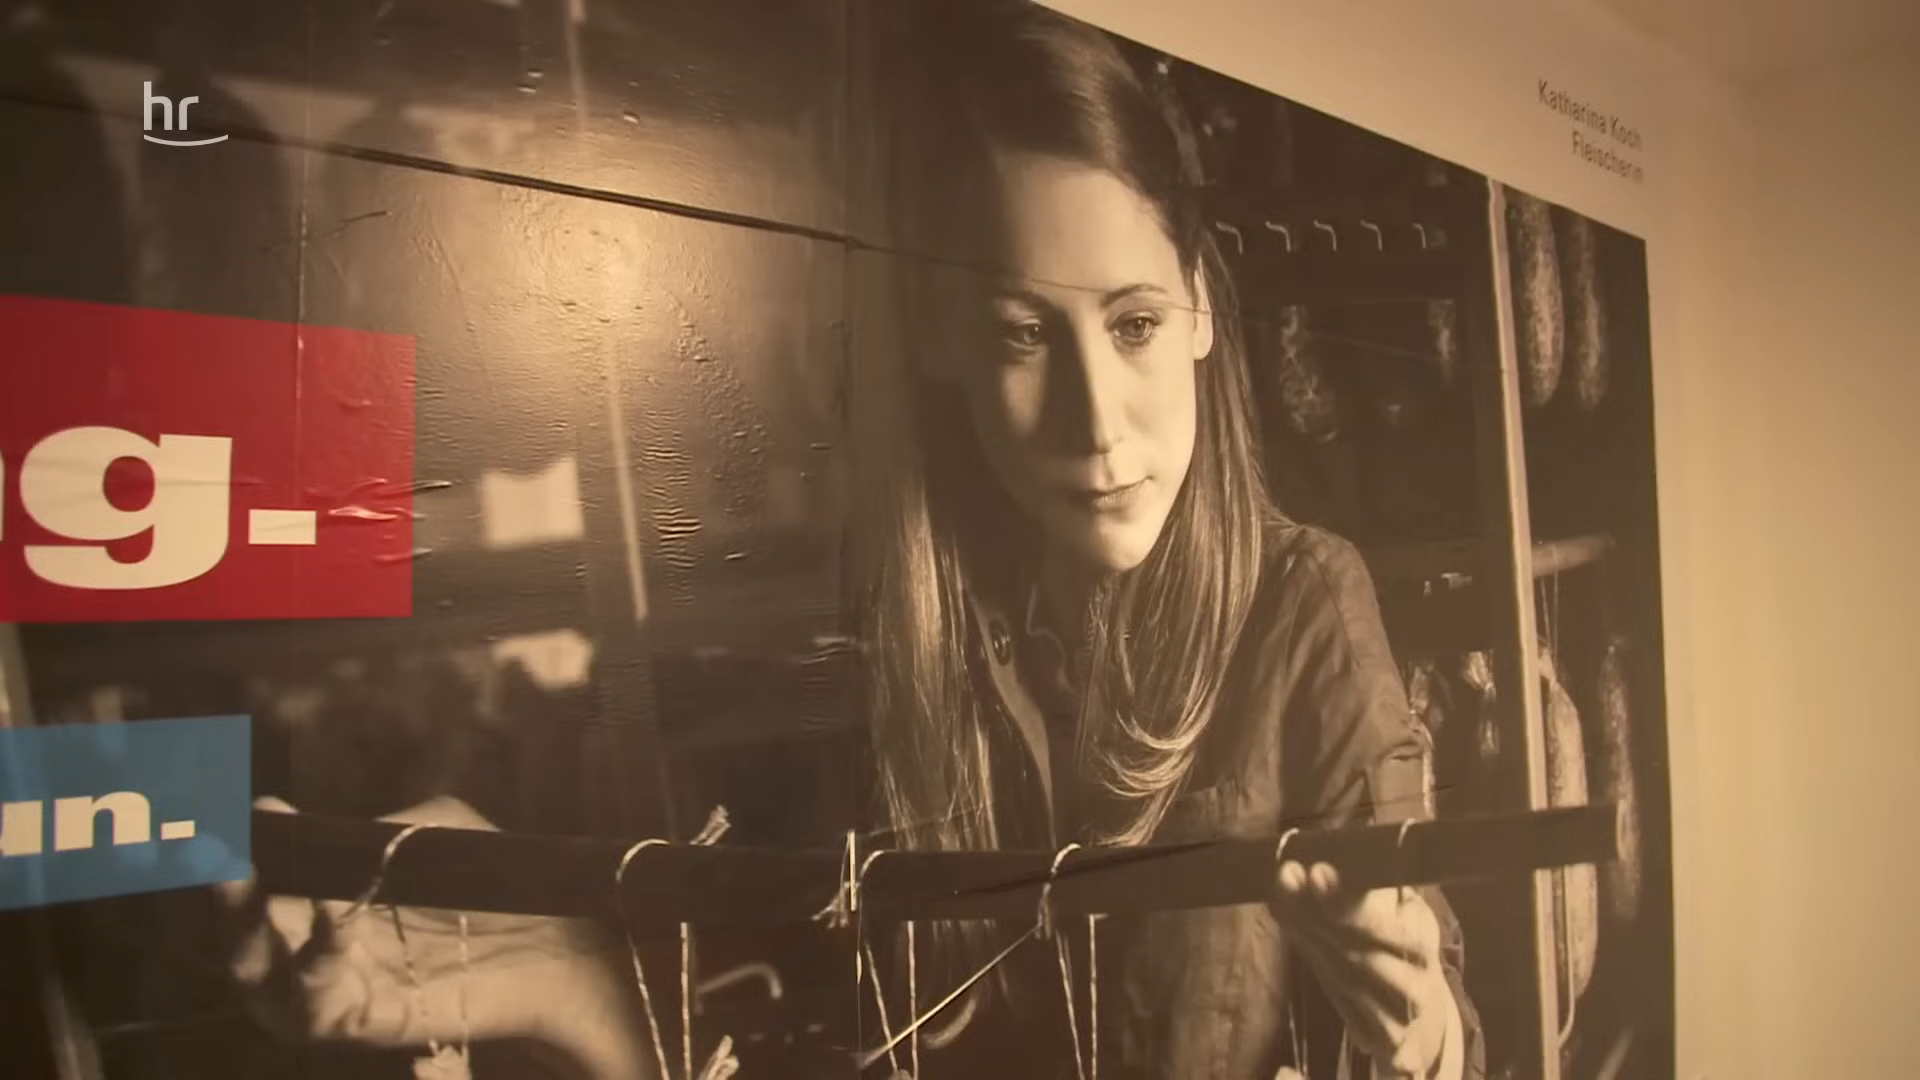 hr
Katharina Koch
Fleischerin
g.
un.